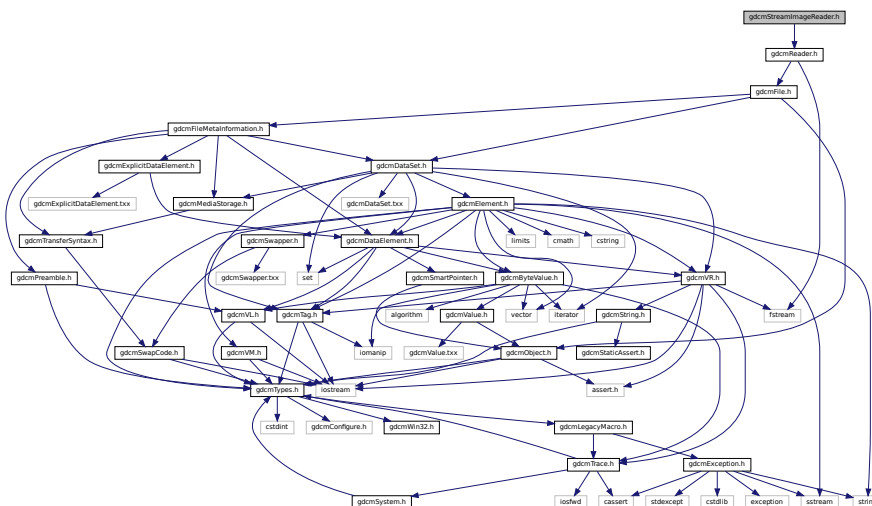 gdcmStreamImageReader.h
gdcmReader.h
gdcmFile.h
gdcmFileMetaInformation.h
gdcmExplicitDataElement.h
gdcmDataSet.h
gdcmExplicitDataElement.txx
gdcmMediaStorage.h
gdcmDataSet.txx
gdcmElement.h
gdcmTransferSyntax.h
gdcmSwapper.h
gdcmDataElement.h
limits
cmath
cstring
gdcmPreamble.h
gdcmSwapper.txx
set
gdcmSmartPointer.h
gdcmByteValue.h
gdcmVR.h
gdcmVL.h
gdcmTag.h
algorithm
gdcmValue.h
vector
iterator
gdcmString.h
fstream
gdcmSwapCode.h
gdcmVM.h
iomanip
gdcmValue.txx
gdcmObject.h
gdcmStaticAssert.h
gdcmTypes.h
iostream
assert.h
cstdint
gdcmConfigure.h
gdcmWin32.h
gdcmLegacyMacro.h
gdcmTrace.h
gdcmException.h
gdcmSystem.h
iosfwd
cassert
stdexcept
cstdlib
exception
sstream